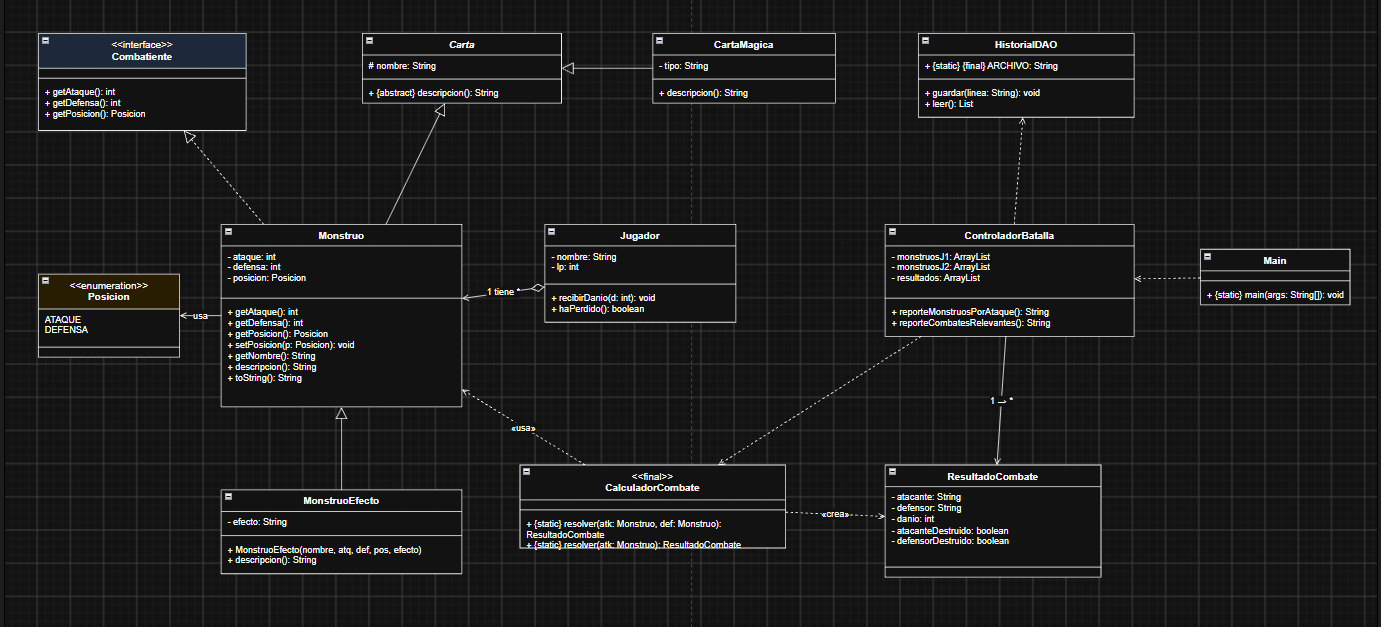 <<interface>>
Combatiente
+ getAtaque(): int
+ getDefensa(): int
+ getPosicion(): Posicion
Carta
# nombre: String
+ {abstract} descripcion(): String
CartaMagica
- tipo: String
+ descripcion(): String
HistorialDAO
+ {static} {final} ARCHIVO: String
+ guardar(linea: String): void
+ leer(): List
Monstruo
- ataque: int
- defensa: int
- posicion: Posicion
+ getAtaque(): int
+ getDefensa(): int
+ getPosicion(): Posicion
+ setPosicion(p: Posicion): void
+ getNombre(): String
+ descripcion(): String
+ toString(): String
Jugador
- nombre: String
- lp: int
+ recibirDanio(d: int): void
+ haPerdido(): boolean
1 tiene *
ControladorBatalla
- monstruosJ1: ArrayList
- monstruosJ2: ArrayList
- resultados: ArrayList
+ reporteMonstruosPorAtaque(): String
+ reporteCombatesRelevantes(): String
Main
+ {static} main(args: String[]): void
<<enumeration>>
Posicion
ATAQUE
DEFENSA
usa
1 → *
«usa»
MonstruoEfecto
- efecto: String
+ MonstruoEfecto(nombre, atq, def, pos, efecto)
+ descripcion(): String
<<final>>
CalculadorCombate
+ {static} resolver(atk: Monstruo, def: Monstruo):
ResultadoCombate
+ {static} resolver(atk: Monstruo): ResultadoCombate
«crea»
ResultadoCombate
- atacante: String
- defensor: String
- danio: int
- atacanteDestruido: boolean
- defensorDestruido: boolean